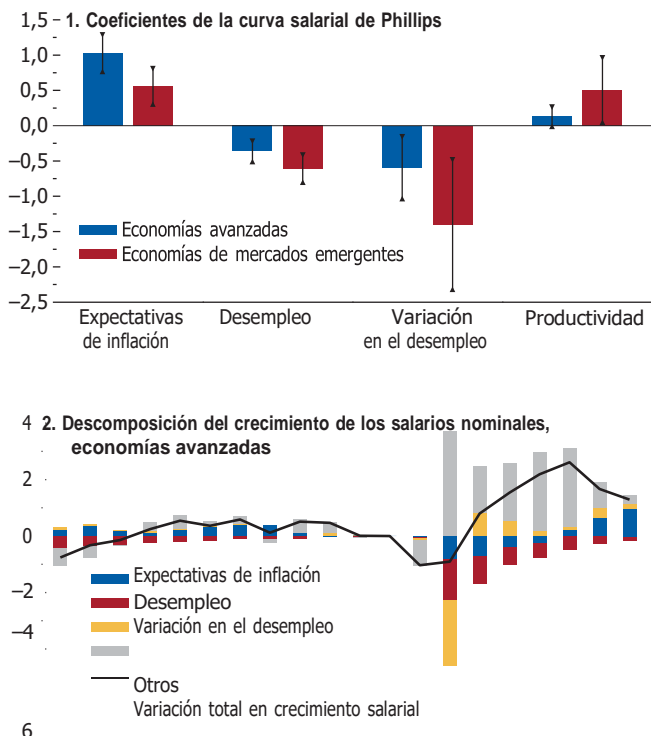 1. Coeficientes de la curva salarial de Phillips
1,5
1,0
0,5
0,0
–0,5
–1,0
–1,5
–2,0
–2,5
Economías avanzadas
Economías de mercados emergentes
Expectativas de inflación
Desempleo
Variación en el desempleo
Productividad
2. Descomposición del crecimiento de los salarios nominales,
economías avanzadas
4
2
0
–2
–4
6
Expectativas de inflación
Desempleo
Variación en el desempleo
Otros
Variación total en crecimiento salarial